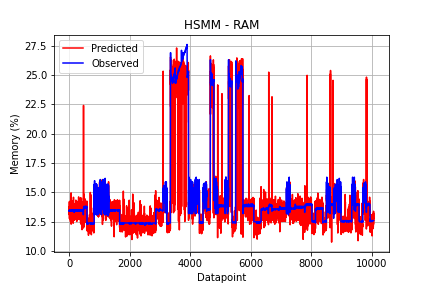 HSMM - RAM
27.5
25.0
22.5
20.0
17.5
15.0
12.5
10.0
Memory (%)
Predicted
Observed
0
2000
4000
6000
8000
10000
Datapoint